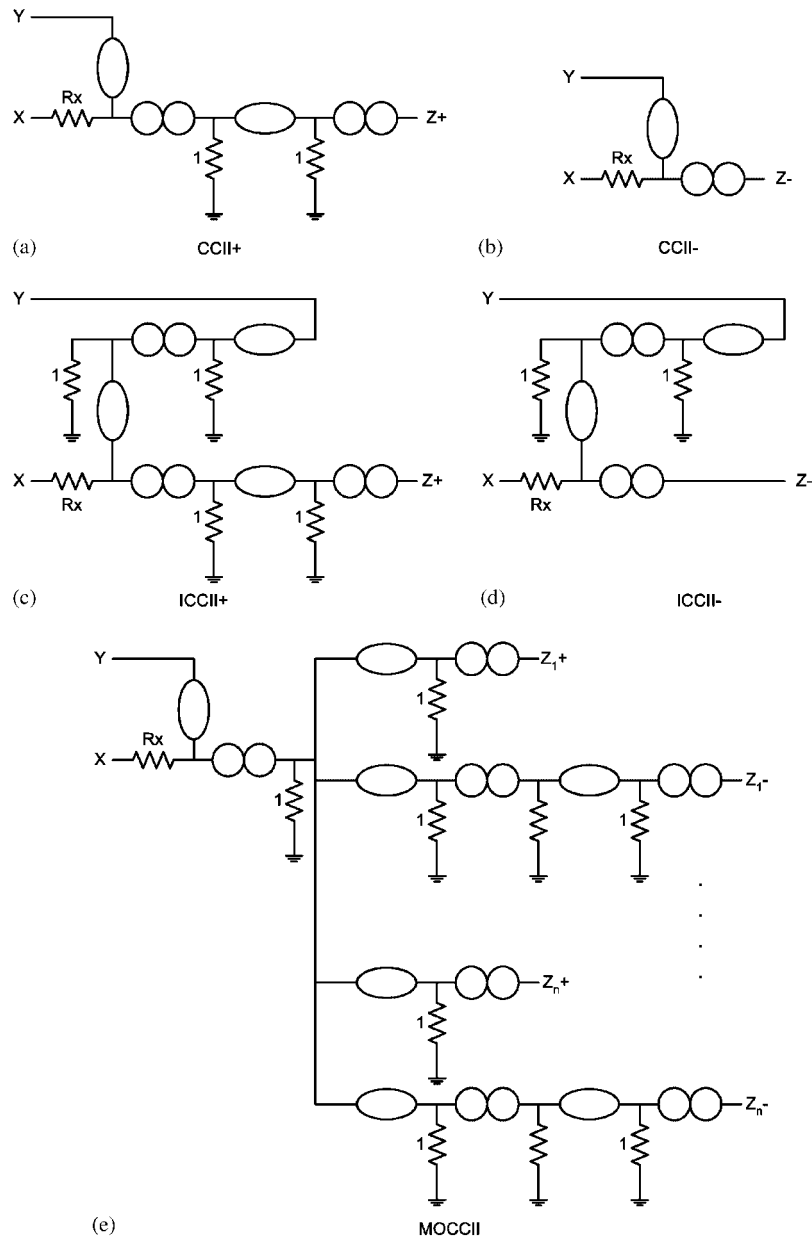 Y
Y
Rx
X
Z+
1
1
Rx
X
Z-
(a)
CCII+
(b)
CCII-
Y
Y
1
1
1
1
X
Rx
Z+
X
Rx
Z-
1
1
(c)
ICCII+
(d)
ICCII-
Y
Z1+
1
Rx
X
Z1-
1
1
1
Zn+
1
Zn-
1
1
(e)
MOCCII